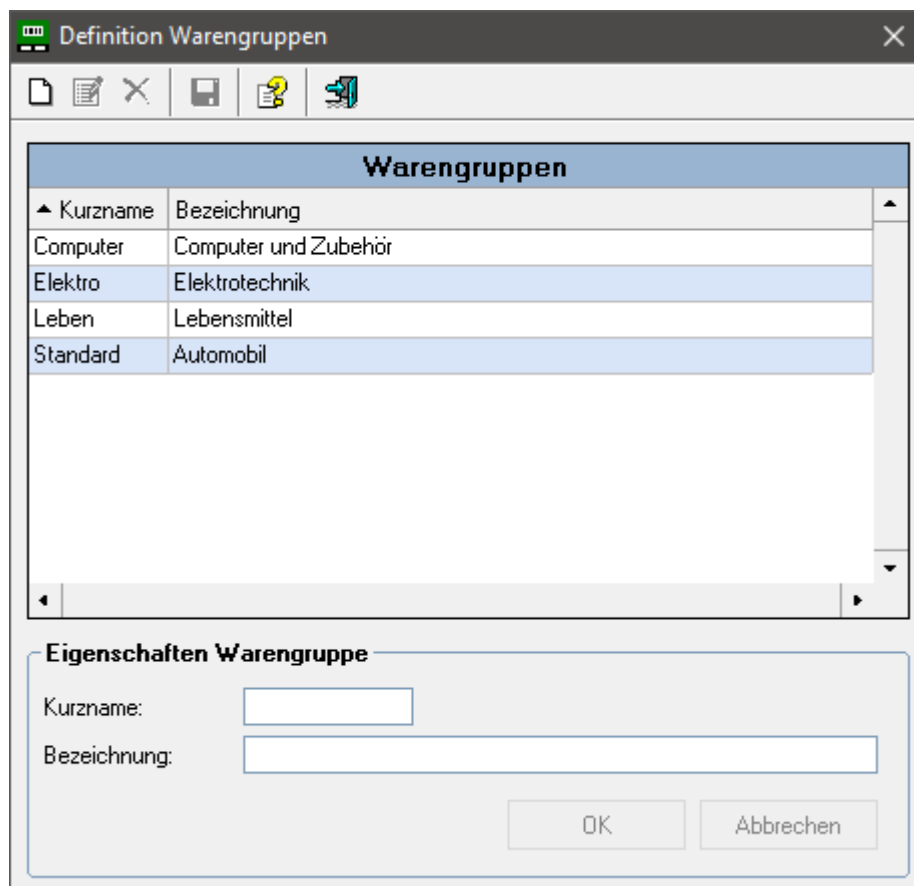 Definition Warengruppen
Warengruppen
Kurzname Bezeichnung
Computer Computer und Zubehör
Elektro Elektrotechnik
Leben Lebensmittel
Standard Automobil
Eigenschaften Warengruppe
Kurzname:
Bezeichnung:
OK Abbrechen